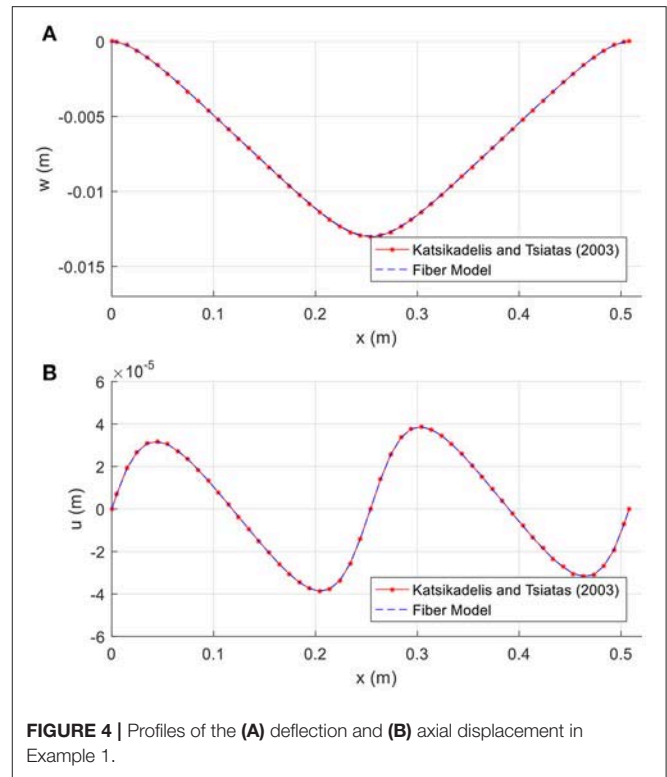 A
0
-0.005
-0.01
-0.015
w (m)
Katsikadelis and Tsiatas (2003)
Fiber Model
0 0.1 0.2 0.3 0.4 0.5
x (m)
B
×10-5
6
4
2
0
-2
-4
-6
u (m)
Katsikadelis and Tsiatas (2003)
Fiber Model
0 0.1 0.2 0.3 0.4 0.5
x (m)
FIGURE 4 | Profiles of the (A) deflection and (B) axial displacement in
Example 1.